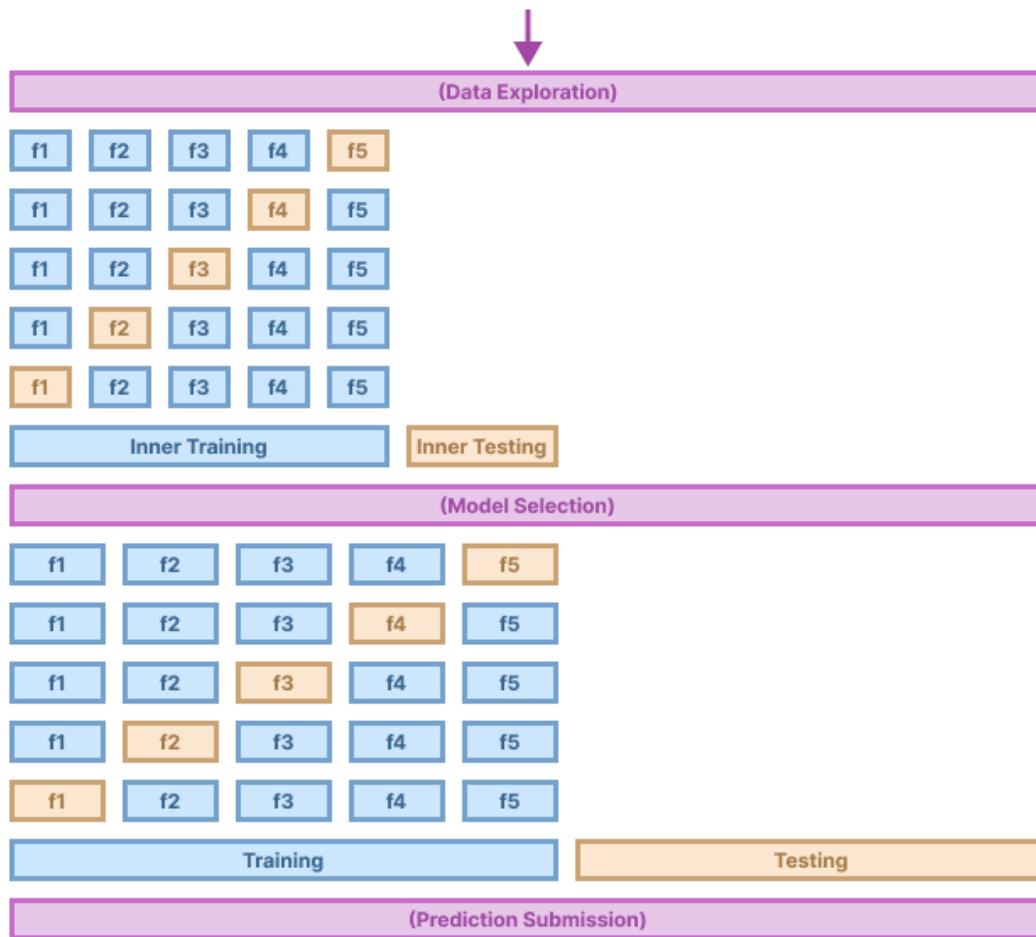 (Data Exploration)
f1 f2 f3 f4 f5
f1 f2 f3 f4 f5
f1 f2 f3 f4 f5
f1 f2 f3 f4 f5
f1 f2 f3 f4 f5
Inner Training Inner Testing
(Model Selection)
f1 f2 f3 f4 f5
f1 f2 f3 f4 f5
f1 f2 f3 f4 f5
f1 f2 f3 f4 f5
f1 f2 f3 f4 f5
Training Testing
(Prediction Submission)